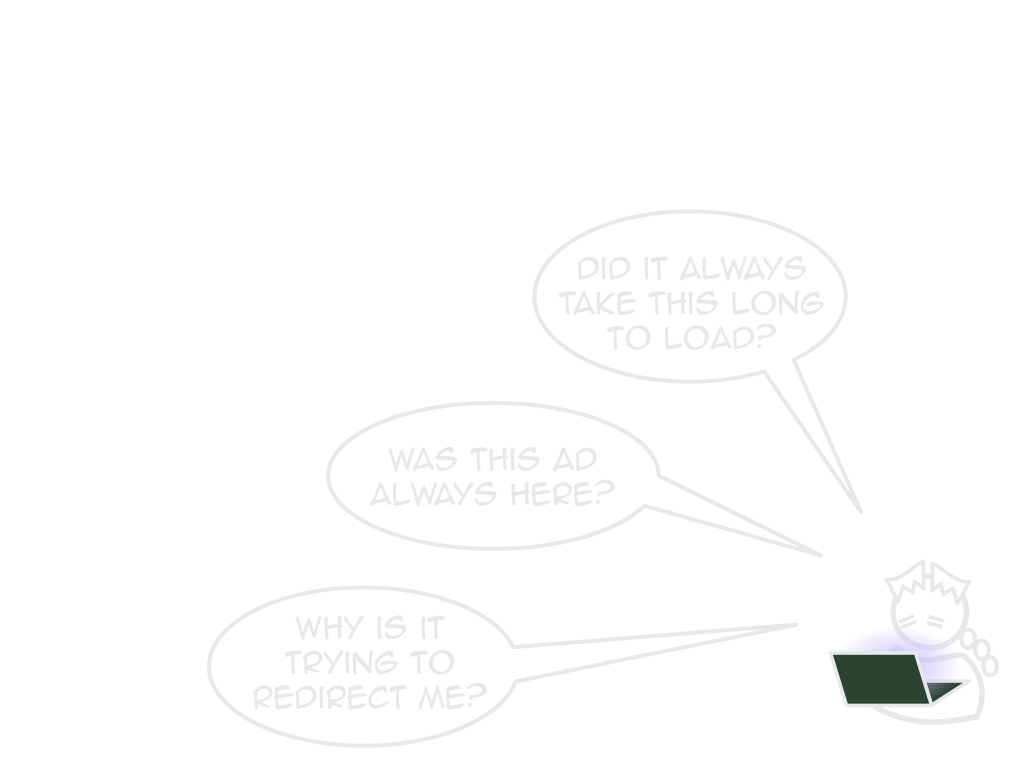 DID IT ALWAYS
TAKE THIS LONG
TO LOAD?
WAS THIS AD
ALWAYS HERE?
WHY IS IT
TRYING TO
REDIRECT ME?